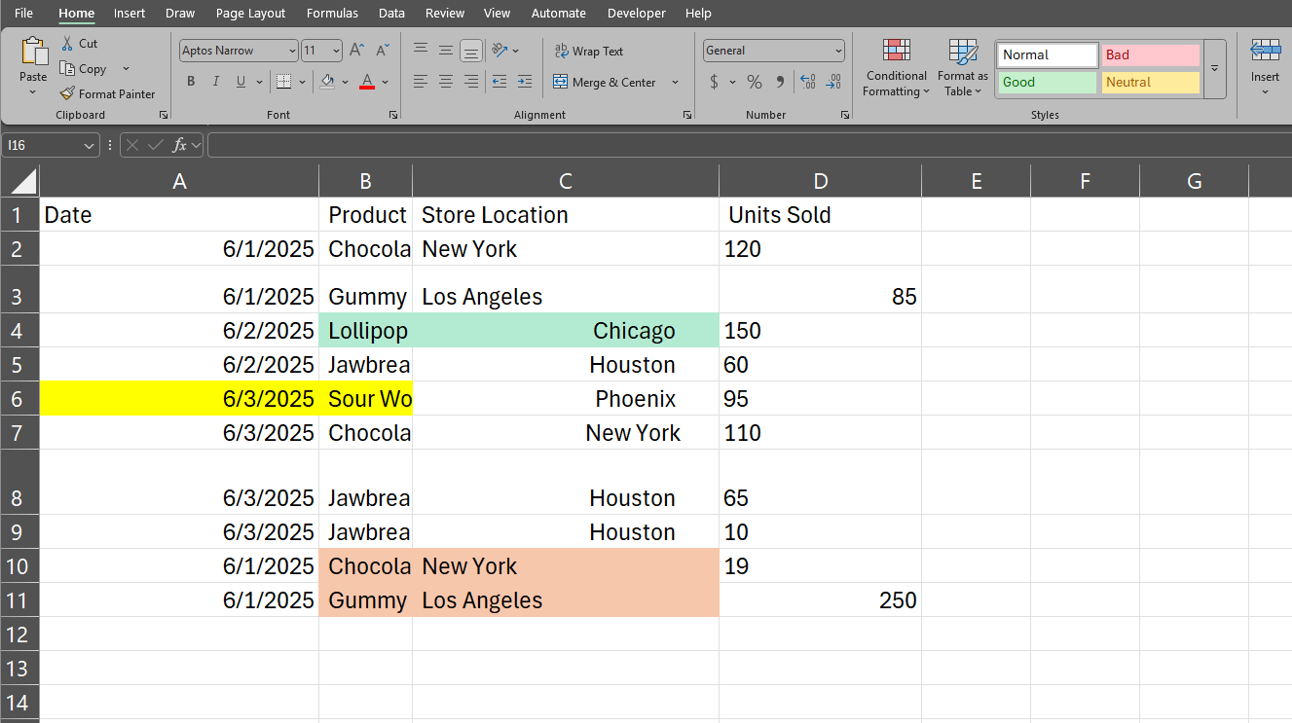 File Home Insert Draw Page Layout Formulas Data Review View Automate Developer Help
Paste
Cut
Copy
Format Painter
Clipboard
Aptos Narrow 11 A A
B I U A
Font
Wrap Text
Merge & Center
Alignment
General
$ % 9 .00 .00
Number
Conditional Formatting
Format as Table
Normal Bad
Good Neutral
Styles
Insert
I16 fx
A B C D E F G
1 Date Product Store Location Units Sold
2 6/1/2025 Chocola New York 120
3 6/1/2025 Gummy Los Angeles 85
4 6/2/2025 Lollipop Chicago 150
5 6/2/2025 Jawbrea Houston 60
6 6/3/2025 Sour Wo Phoenix 95
7 6/3/2025 Chocola New York 110
8 6/3/2025 Jawbrea Houston 65
9 6/3/2025 Jawbrea Houston 10
10 6/1/2025 Chocola New York 19
11 6/1/2025 Gummy Los Angeles 250
12
13
14